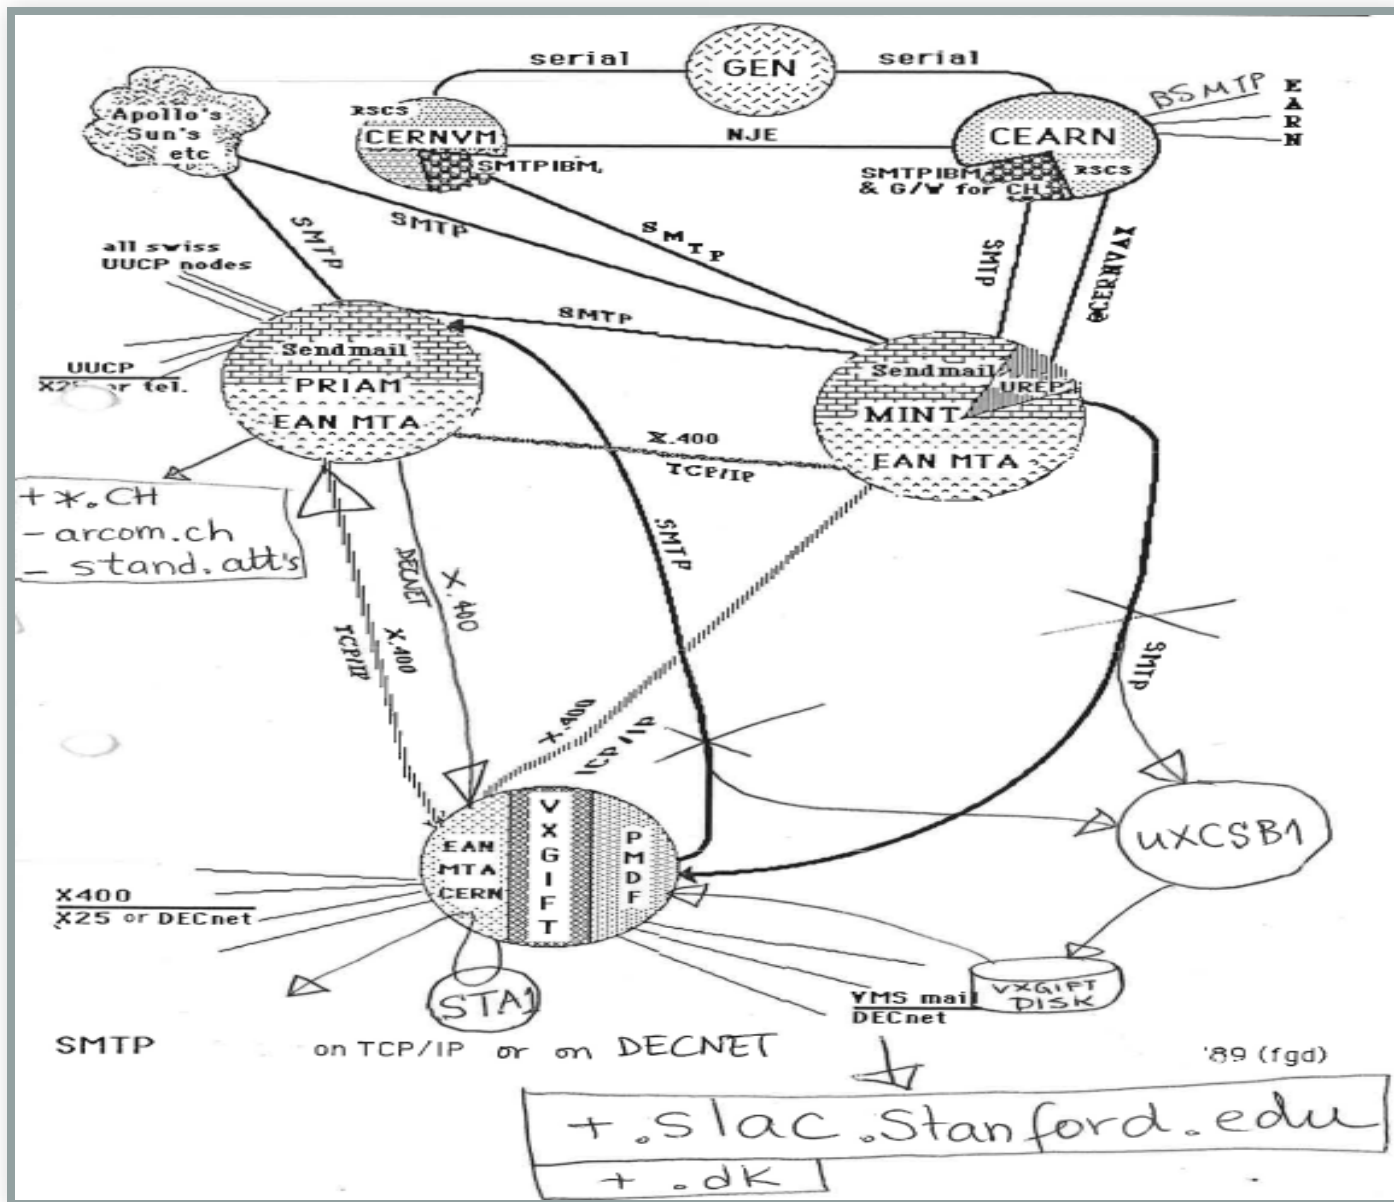 serial
GEN
serial
Apollo's
Sun's
etc
RSCS
CERNVM
SMTPIBM,
NJE
CEARN
SMTPIBM
& G/W for CH
RSCS
BSMTP
E
A
R
N
SMTP
SMTP
SMTP
SMTP
@CERNVAX
all swiss
UUCP nodes
UUCP
X25 or tel.
Sendmail
PRIAM
EAN MTA
SMTP
Sendmail
UREP
MINT
EAN MTA
X.400
TCP/IP
+ *.CH
- arcom.ch
- stand.att's
DECNET
X.400
X.400
TCP/IP
SMTP
X.400
TCP/IP
SMTP
UXCSB1
EAN
MTA
CERN
VXGIFT
PMDF
X400
X25 or DECnet
STA1
VMS mail
DECnet
VXGIFT
DISK
SMTP on TCP/IP or on DECNET
'89 (fgd)
+.slac.Stanford.edu
+ .dk